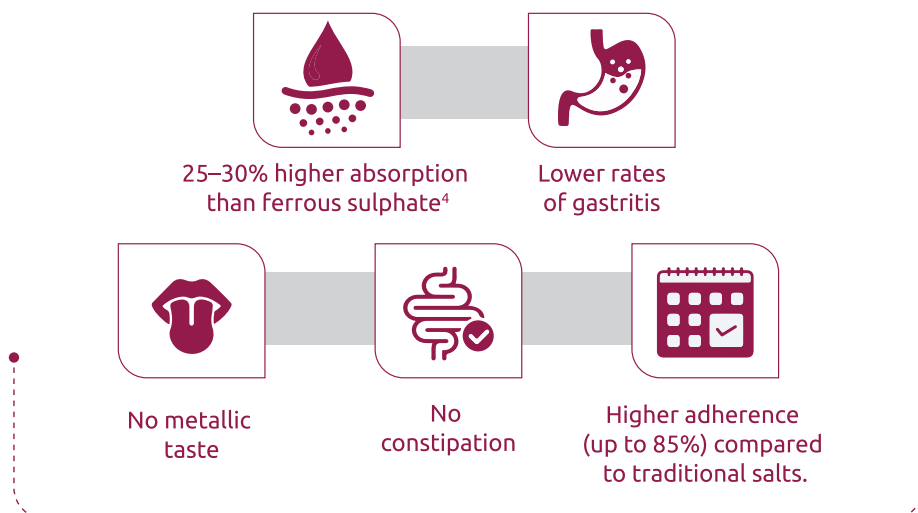 25–30% higher absorption
than ferrous sulphate⁴
Lower rates
of gastritis
No metallic
taste
No
constipation
Higher adherence
(up to 85%) compared
to traditional salts.